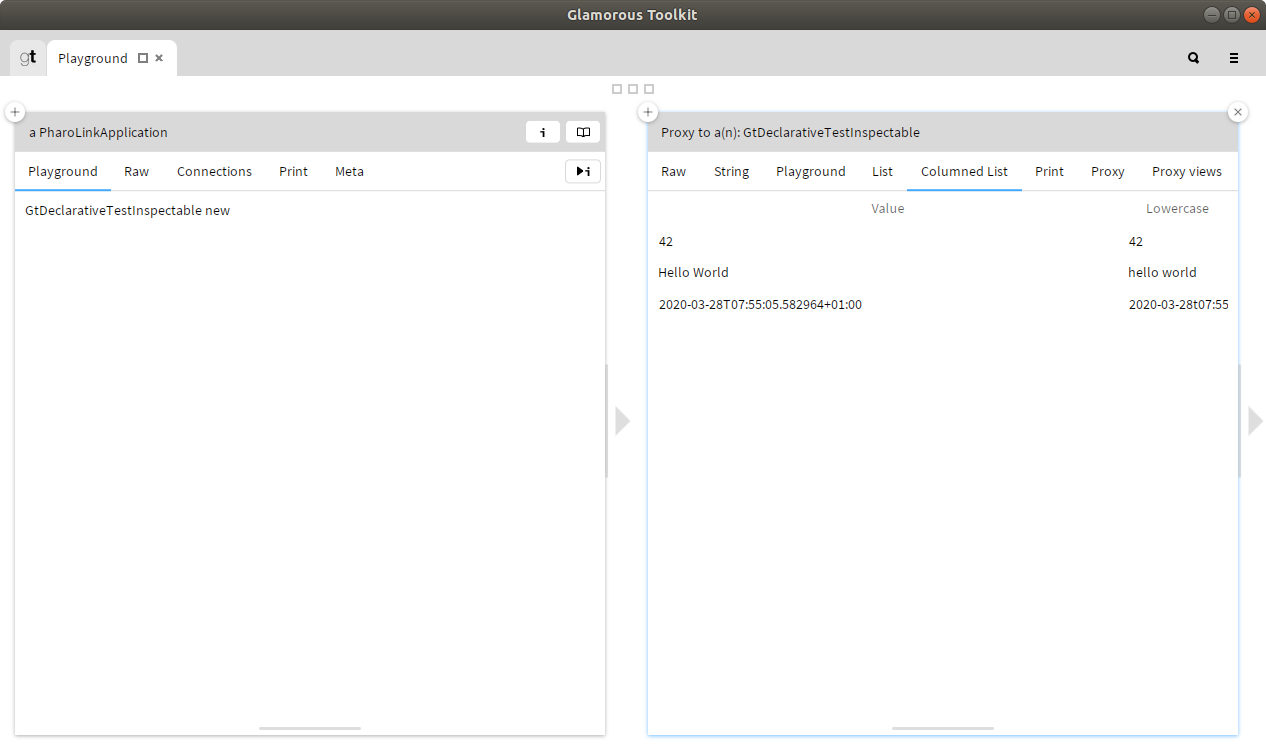 Glamorous Toolkit
gt Playground
a PharoLinkApplication
Playground Raw Connections Print Meta
GtDeclarativeTestInspectable new
Proxy to a(n): GtDeclarativeTestInspectable
Raw String Playground List Columned List Print Proxy Proxy views
Value Lowercase
42 42
Hello World hello world
2020-03-28T07:55:05.582964+01:00 2020-03-28t07:55